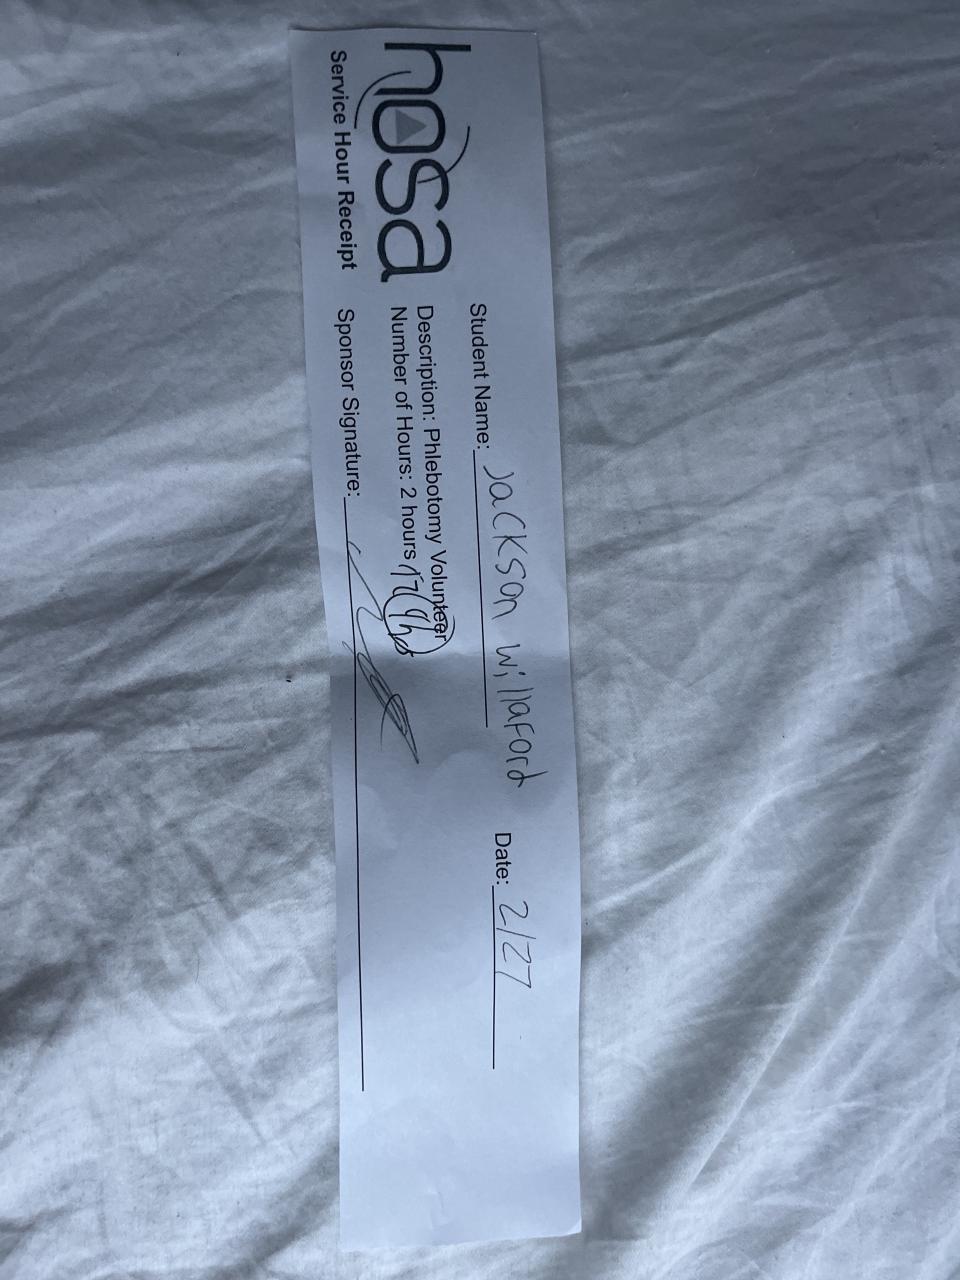 hosa
Service Hour Receipt
Student Name: Jackson Willaford Date: 2/27
Description: Phlebotomy Volunteer
Number of Hours: 2 hours
Sponsor Signature: